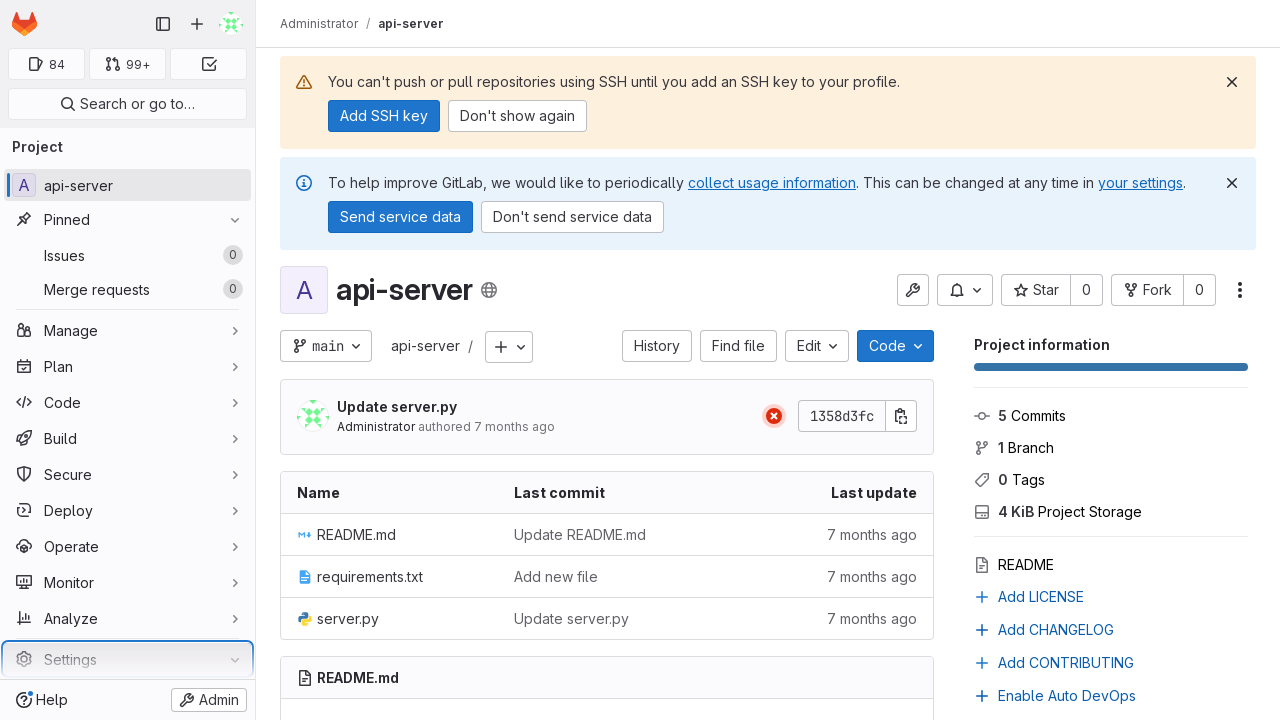 Administrator / api-server
84
99+
Search or go to…
Project
A api-server
Pinned
Issues 0
Merge requests 0
Manage
Plan
Code
Build
Secure
Deploy
Operate
Monitor
Analyze
Settings
Help
Admin
You can't push or pull repositories using SSH until you add an SSH key to your profile.
Add SSH key
Don't show again
To help improve GitLab, we would like to periodically collect usage information. This can be changed at any time in your settings.
Send service data
Don't send service data
A api-server
Star 0
Fork 0
main
api-server /
History
Find file
Edit
Code
Update server.py
Administrator authored 7 months ago
1358d3fc
Name Last commit Last update
README.md Update README.md 7 months ago
requirements.txt Add new file 7 months ago
server.py Update server.py 7 months ago
README.md
Project information
5 Commits
1 Branch
0 Tags
4 KiB Project Storage
README
Add LICENSE
Add CHANGELOG
Add CONTRIBUTING
Enable Auto DevOps